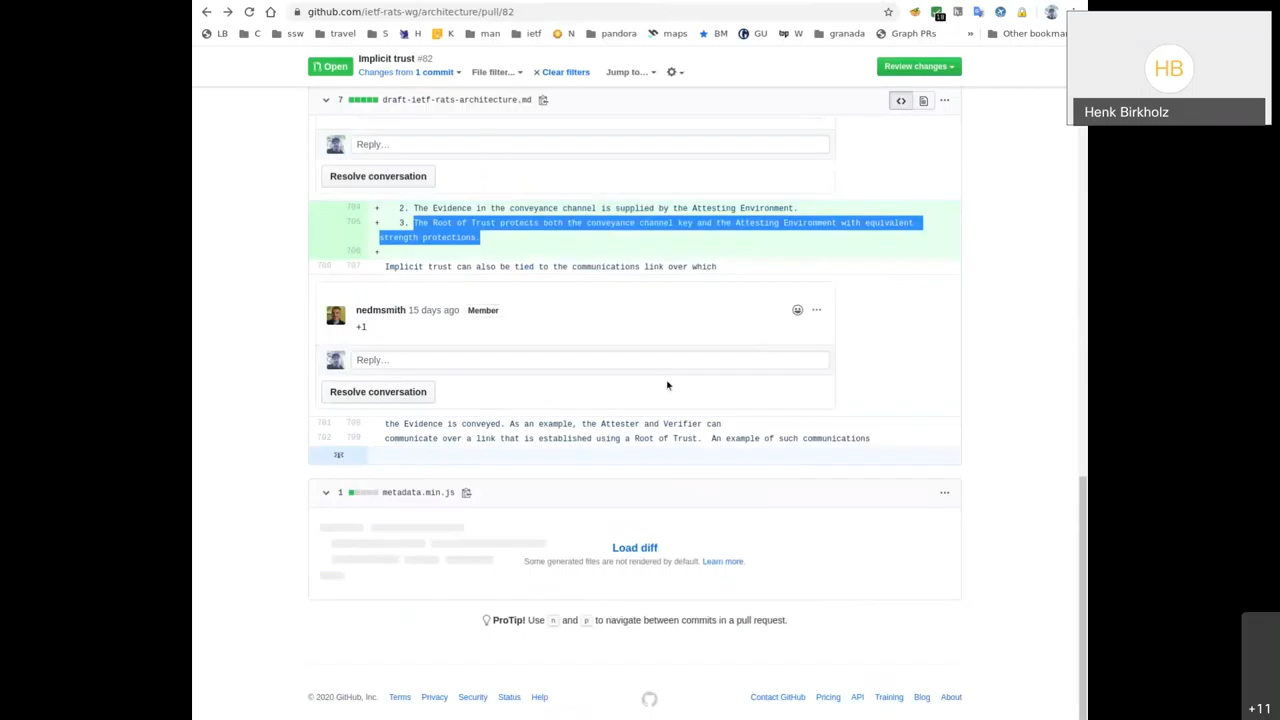 github.com/ietf-rats-wg/architecture/pull/82
18
LB C ssw travel S H K man ietf N pandora maps BM GU W granada Graph PRs » Other bookmar
Open
Implicit trust #82
Changes from 1 commit File filter... × Clear filters Jump to...
Review changes
7 draft-ietf-rats-architecture.md
Reply...
Resolve conversation
704 + 2. The Evidence in the conveyance channel is supplied by the Attesting Environment.
705 + 3. The Root of Trust protects both the conveyance channel key and the Attesting Environment with equivalent
strength protections.
706 +
700 707 Implicit trust can also be tied to the communications link over which
nedmsmith 15 days ago Member
+1
Reply...
Resolve conversation
701 708 the Evidence is conveyed. As an example, the Attester and Verifier can
702 709 communicate over a link that is established using a Root of Trust. An example of such communications
1 metadata.min.js
Load diff
Some generated files are not rendered by default. Learn more.
ProTip! Use n and p to navigate between commits in a pull request.
© 2020 GitHub, Inc. Terms Privacy Security Status Help
Contact GitHub Pricing API Training Blog About
HB
Henk Birkholz
+11